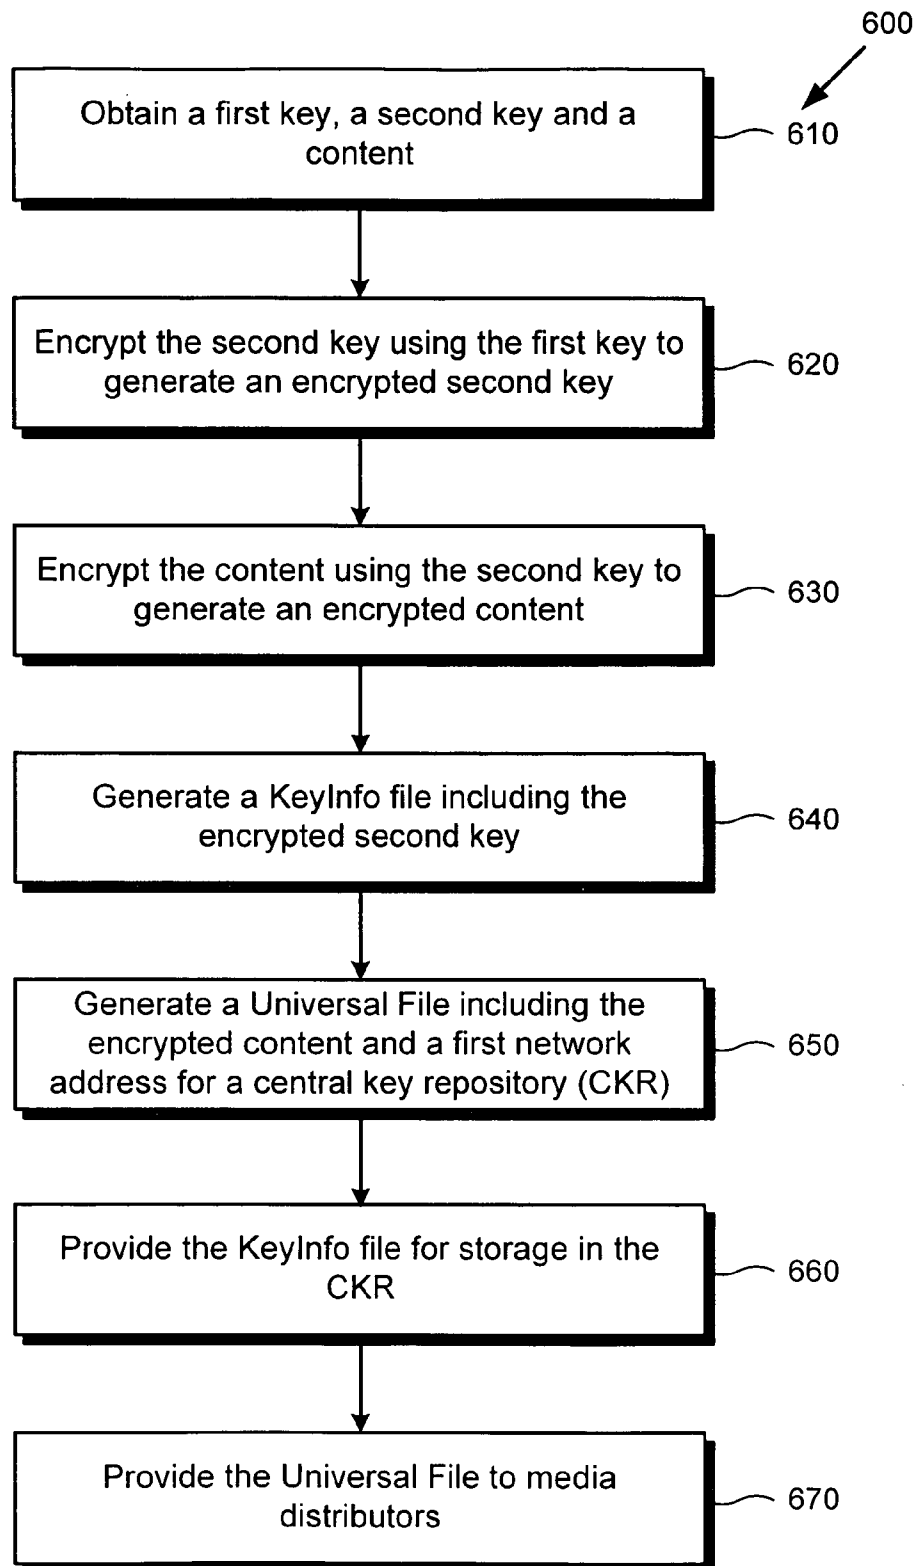 600
Obtain a first key, a second key and a
content
610
Encrypt the second key using the first key to
generate an encrypted second key
620
Encrypt the content using the second key to
generate an encrypted content
630
Generate a KeyInfo file including the
encrypted second key
640
Generate a Universal File including the
encrypted content and a first network
address for a central key repository (CKR)
650
Provide the KeyInfo file for storage in the
CKR
660
Provide the Universal File to media
distributors
670